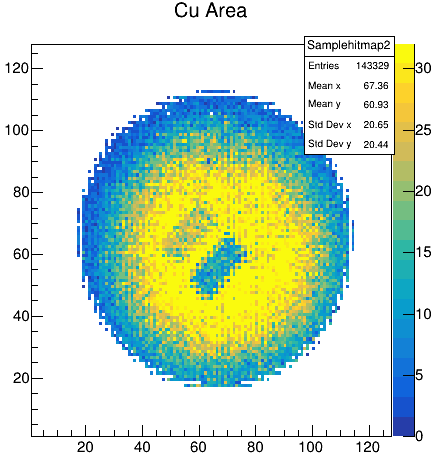 Cu Area
Samplehitmap2
Entries 143329
Mean x 67.36
Mean y 60.93
Std Dev x 20.65
Std Dev y 20.44
120
100
80
60
40
20
20 40 60 80 100 120
30
25
20
15
10
5
0